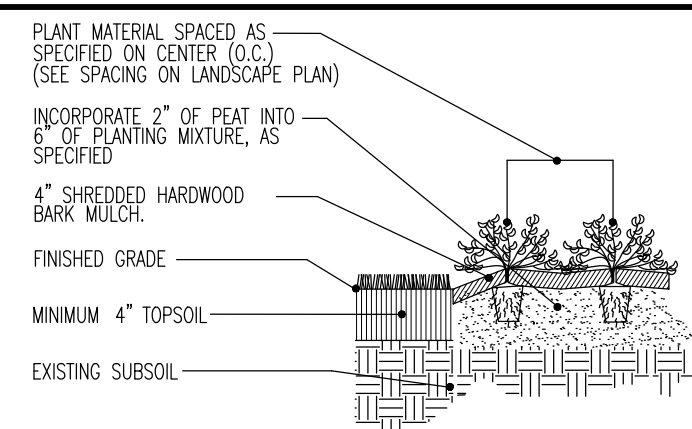 PLANT MATERIAL SPACED AS
SPECIFIED ON CENTER (O.C.)
(SEE SPACING ON LANDSCAPE PLAN)
INCORPORATE 2" OF PEAT INTO
6" OF PLANTING MIXTURE, AS
SPECIFIED
4" SHREDDED HARDWOOD
BARK MULCH.
FINISHED GRADE
MINIMUM 4" TOPSOIL
EXISTING SUBSOIL